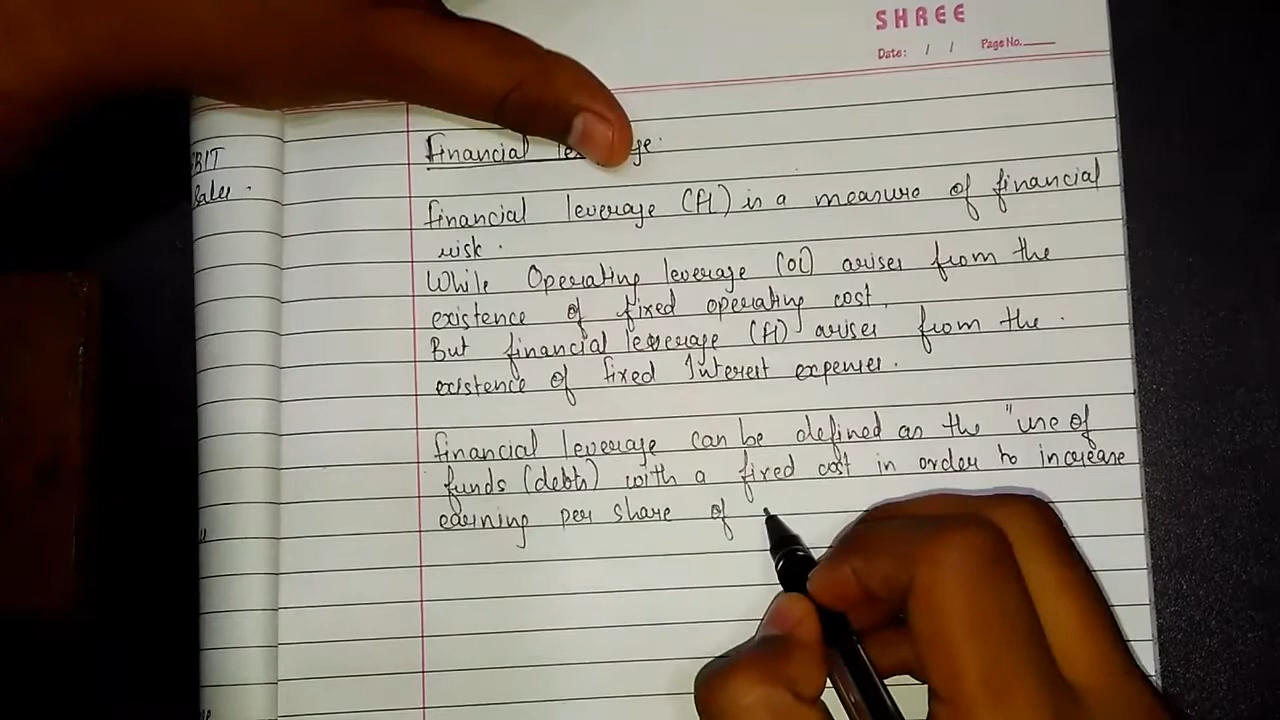 SHREE
Date: / / Page No.
EBIT
Sales.
Financial
financial leverage (fl) is a measure of financial
risk.
While Operating leverage (ol) arises from the
existence of fixed operating cost.
But financial leverage (fl) arises from the.
existence of fixed Interest expenses.
financial leverage can be defined as the "use of
funds (debts) with a fixed cost in order to increase
earning per share of